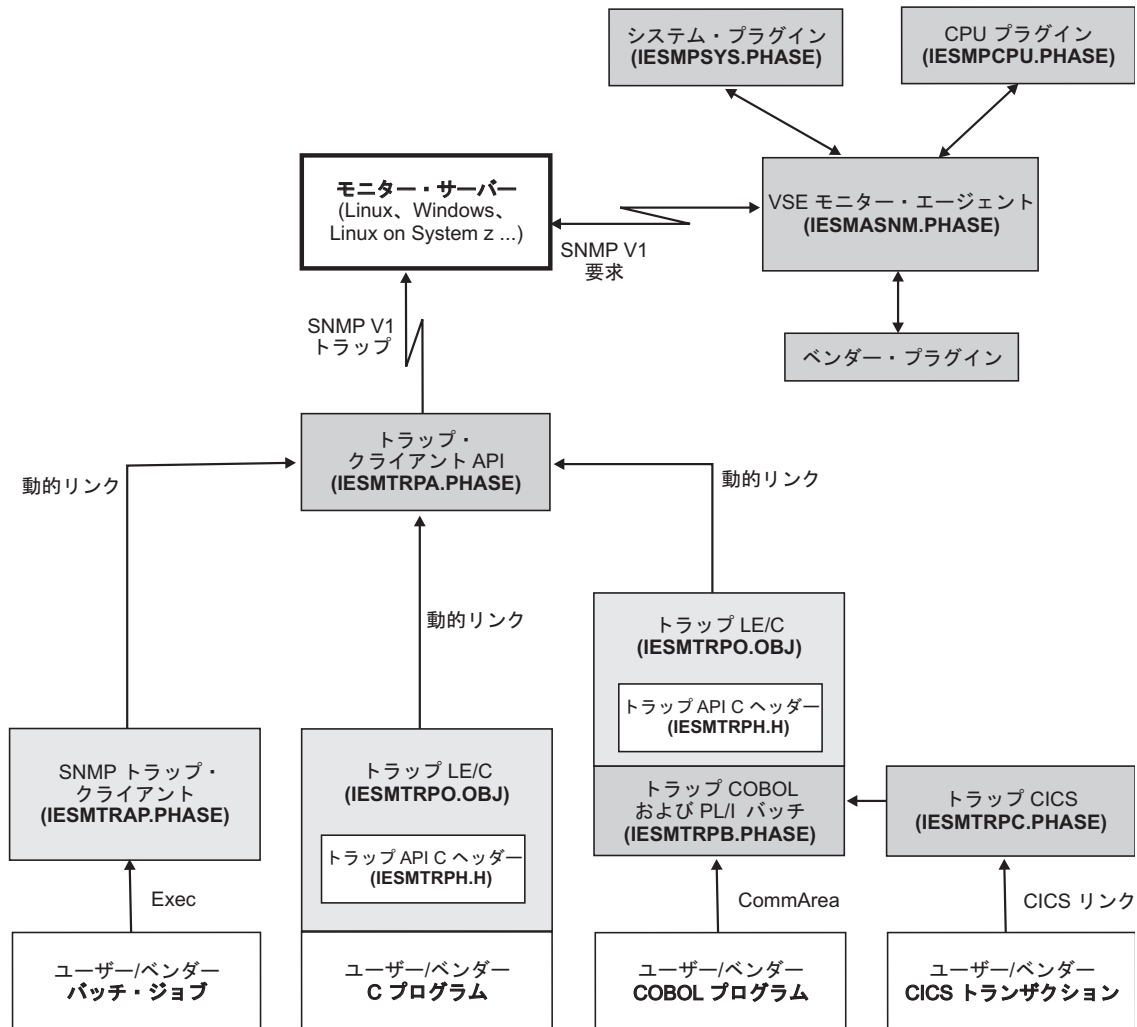 システム・プラグイン
(IESMPSYS.PHASE)
CPU プラグイン
(IESMPCPU.PHASE)
モニター・サーバー
(Linux、Windows、
Linux on System z ...)
VSE モニター・エージェント
(IESMASNM.PHASE)
SNMP V1
要求
SNMP V1
トラップ
ベンダー・プラグイン
トラップ・
クライアント API
(IESMTRPA.PHASE)
動的リンク
動的リンク
動的リンク
トラップ LE/C
(IESMTRPO.OBJ)
トラップ API C ヘッダー
(IESMTRPH.H)
SNMP トラップ・
クライアント
(IESMTRAP.PHASE)
トラップ LE/C
(IESMTRPO.OBJ)
トラップ API C ヘッダー
(IESMTRPH.H)
トラップ COBOL
および PL/I バッチ
(IESMTRPB.PHASE)
トラップ CICS
(IESMTRPC.PHASE)
Exec
CommArea
CICS リンク
ユーザー/ベンダー
バッチ・ジョブ
ユーザー/ベンダー
C プログラム
ユーザー/ベンダー
COBOL プログラム
ユーザー/ベンダー
CICS トランザクション